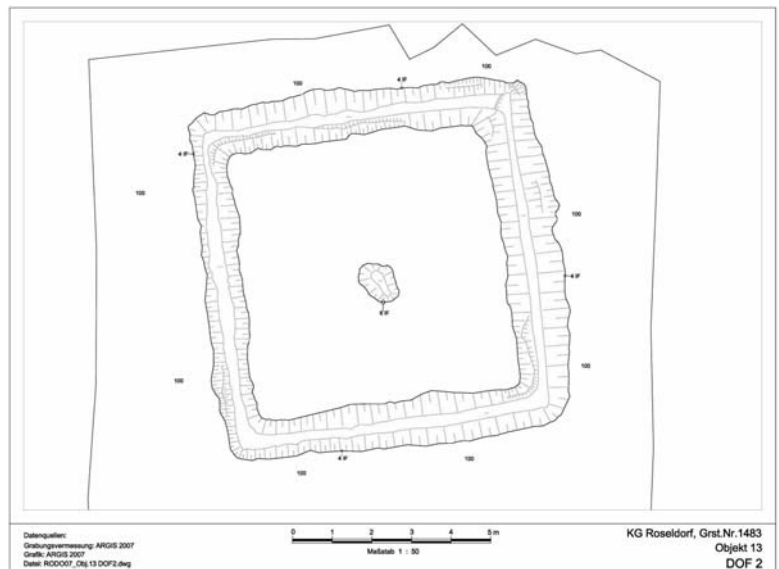 4 IF
100
100
4 IF
100
100
4 IF
6 IF
100
100
4 IF
100
100
Datenquellen:
Grabungsvermessung: ARGIS 2007
Grafik: ARGIS 2007
Datei: RODO07_Obj.13 DOF2.dwg
0 1 2 3 4 5 m
Maßstab 1 : 50
KG Roseldorf, Grst.Nr.1483
Objekt 13
DOF 2